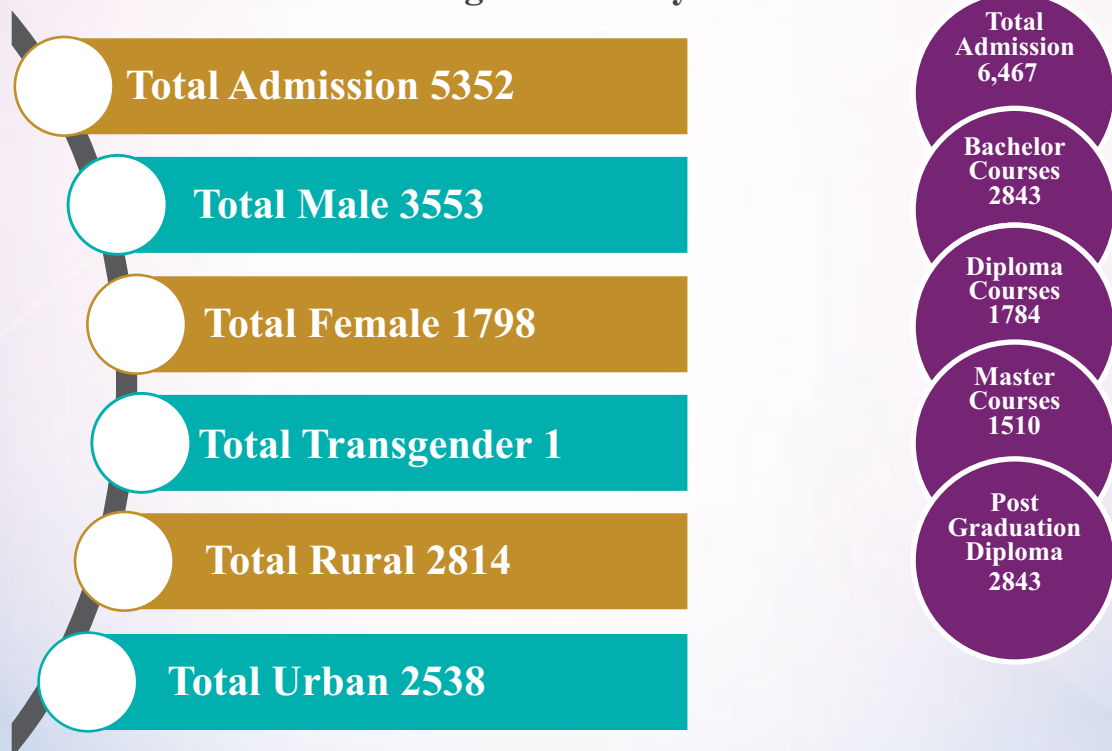 Total Admission 5352
Total Male 3553
Total Female 1798
Total Transgender 1
Total Rural 2814
Total Urban 2538
Total
Admission
6,467
Bachelor
Courses
2843
Diploma
Courses
1784
Master
Courses
1510
Post
Graduation
Diploma
2843